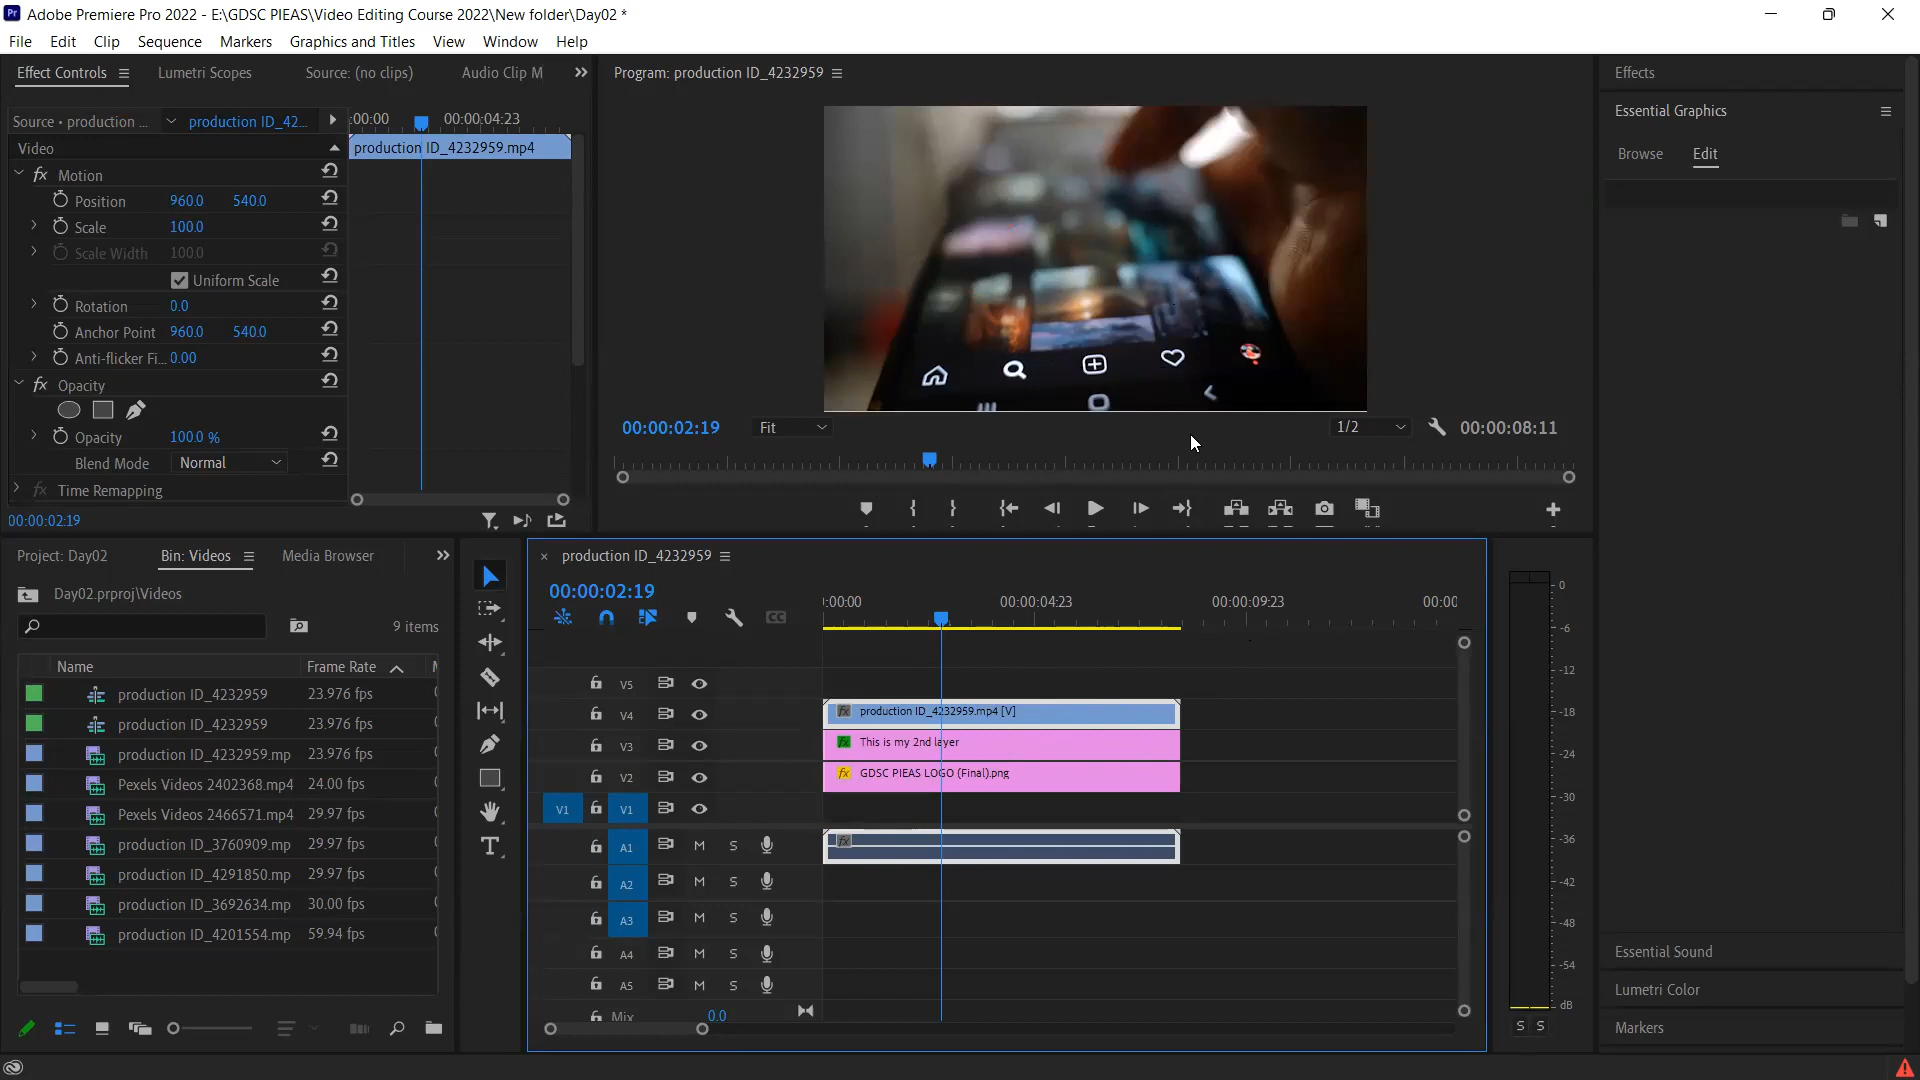 Adobe Premiere Pro 2022 - E:\GDSC PIEAS\Video Editing Course 2022\New folder\Day02 *
File Edit Clip Sequence Markers Graphics and Titles View Window Help
Effect Controls Lumetri Scopes Source: (no clips) Audio Clip M
Program: production ID_4232959
Effects
Essential Graphics
Browse Edit
Source • production ... production ID_42... :00:00 00:00:04:23
Video production ID_4232959.mp4
Motion
Position 960.0 540.0
Scale 100.0
Scale Width 100.0
Uniform Scale
Rotation 0.0
Anchor Point 960.0 540.0
Anti-flicker Fi... 0.00
Opacity
Opacity 100.0 %
Blend Mode Normal
Time Remapping
00:00:02:19
00:00:02:19 Fit 1/2 00:00:08:11
Project: Day02 Bin: Videos Media Browser
Day02.prproj\Videos
9 items
Name Frame Rate
production ID_4232959 23.976 fps
production ID_4232959 23.976 fps
production ID_4232959.mp 23.976 fps
Pexels Videos 2402368.mp4 24.00 fps
Pexels Videos 2466571.mp4 29.97 fps
production ID_3760909.mp 29.97 fps
production ID_4291850.mp 29.97 fps
production ID_3692634.mp 30.00 fps
production ID_4201554.mp 59.94 fps
production ID_4232959
00:00:02:19
:00:00 00:00:04:23 00:00:09:23 00:00
V5
V4 production ID_4232959.mp4 [V]
V3 This is my 2nd layer
V2 GDSC PIEAS LOGO (Final).png
V1 V1
A1 M S
A2 M S
A3 M S
A4 M S
A5 M S
Mix 0.0
0
-6
-12
-18
-24
-30
-36
-42
-48
-54
dB
S S
Essential Sound
Lumetri Color
Markers